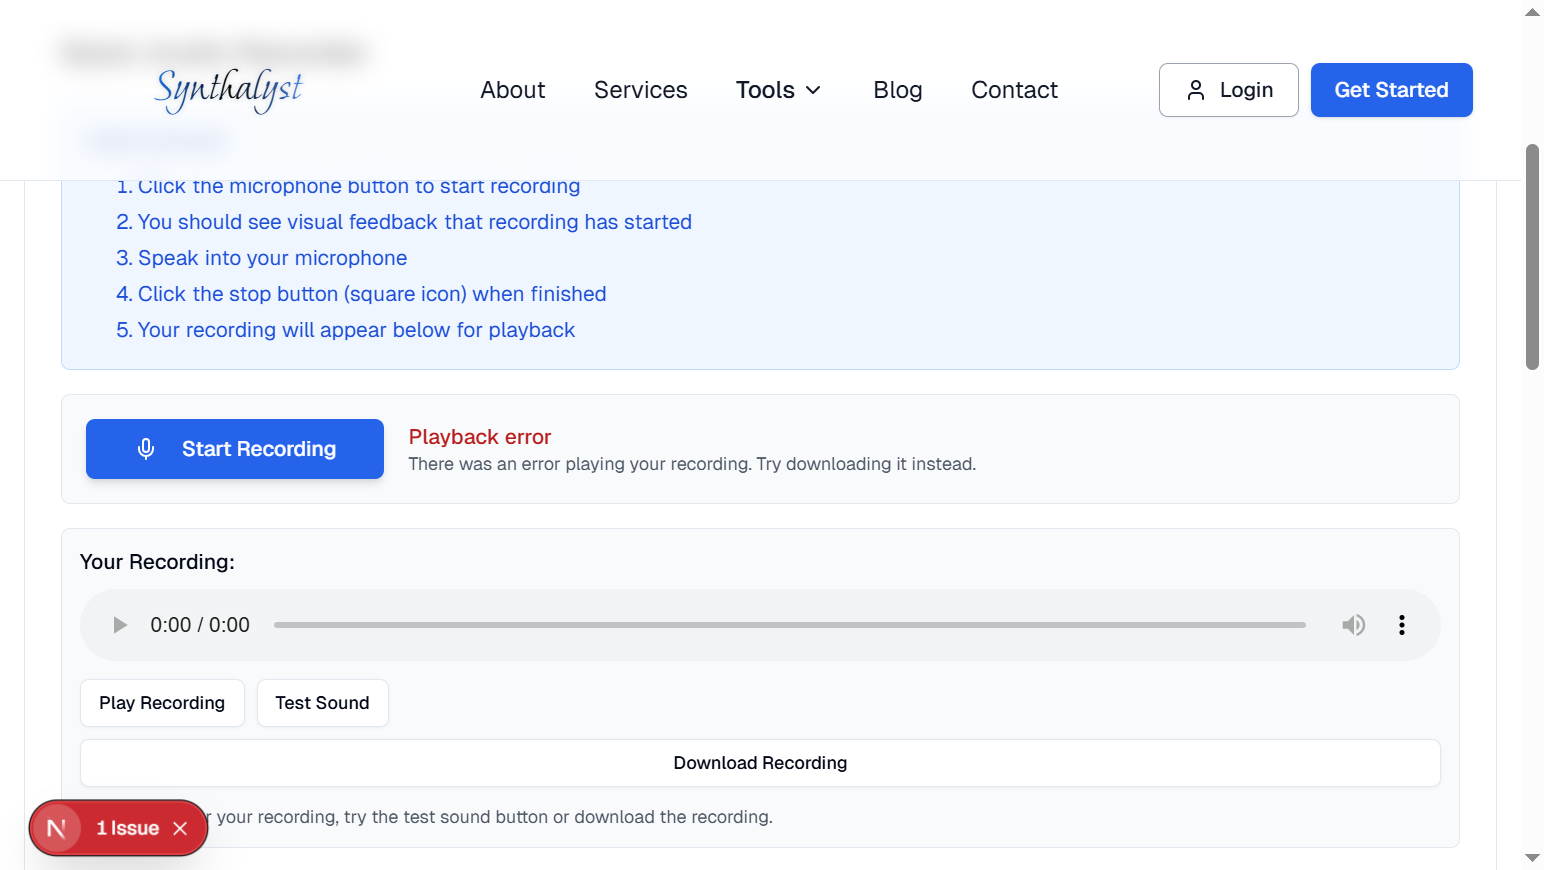 Synthalyst
About
Services
Tools
Blog
Contact
Login
Get Started
1. Click the microphone button to start recording
2. You should see visual feedback that recording has started
3. Speak into your microphone
4. Click the stop button (square icon) when finished
5. Your recording will appear below for playback
Start Recording
Playback error
There was an error playing your recording. Try downloading it instead.
Your Recording:
0:00 / 0:00
Play Recording
Test Sound
Download Recording
your recording, try the test sound button or download the recording.
N
1 Issue